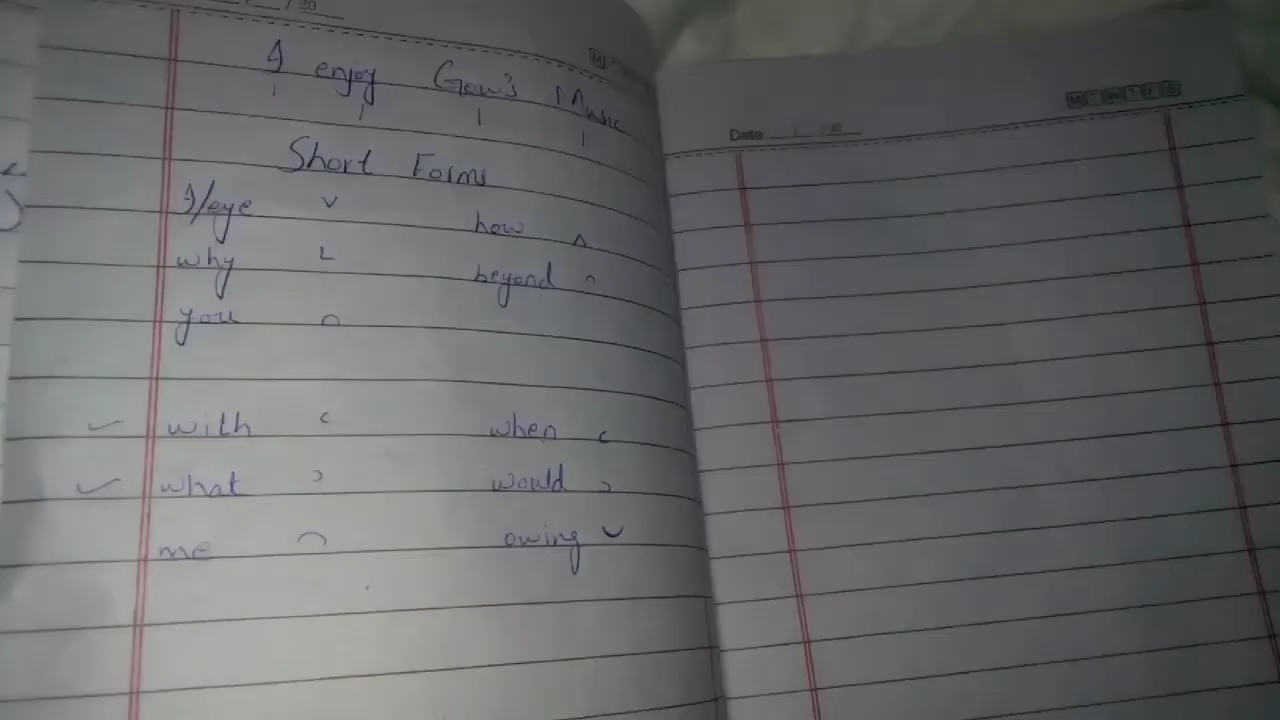 I enjoy Gow's Music
Short Forms
I/eye how
why beyond
you
with when
what would
me owing
Date